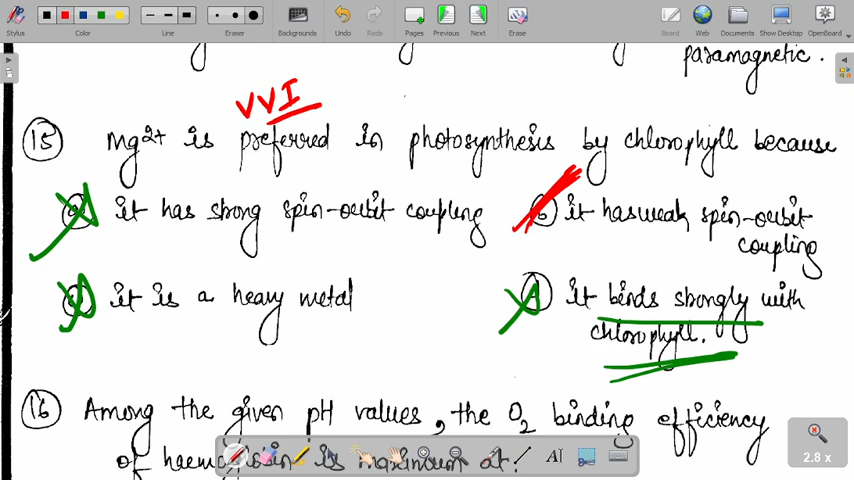 Stylus
Color
Line
Eraser
Backgrounds
Undo
Redo
Pages
Previous
Next
Erase
Board
Web
Documents
Show Desktop
OpenBoard
paramagnetic.
VVI
15 Mg2+ is preferred in photosynthesis by chlorophyll because
a it has strong spin-orbit coupling
b it has weak spin-orbit
coupling
it is a heavy metal
d it binds strongly with
chlorophyll.
16 Among the given pH values, the O2 binding efficiency
of haemoglobin is maximum at:
2.8 x